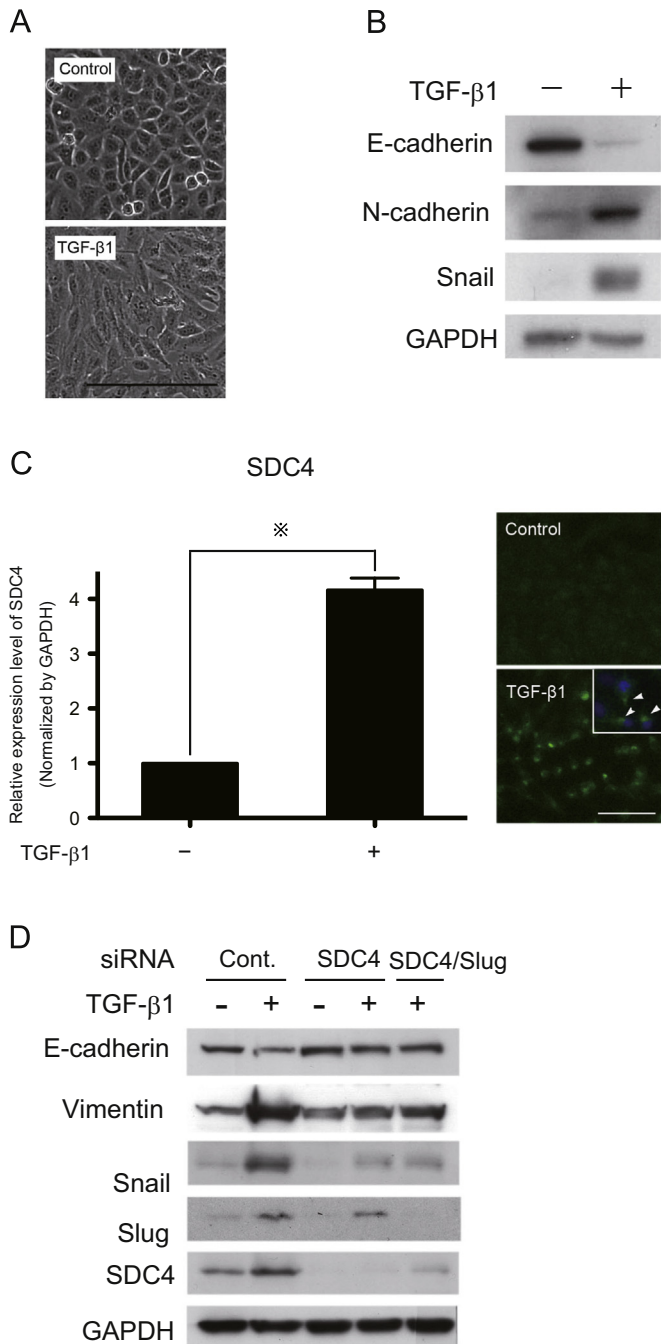 A
Control
TGF-β1
B
TGF-β1 − +
E-cadherin
N-cadherin
Snail
GAPDH
C
SDC4
※
Relative expression level of SDC4
(Normalized by GAPDH)
4
3
2
1
0
TGF-β1 − +
Control
TGF-β1
D
siRNA Cont. SDC4 SDC4/Slug
TGF-β1 - + - + +
E-cadherin
Vimentin
Snail
Slug
SDC4
GAPDH